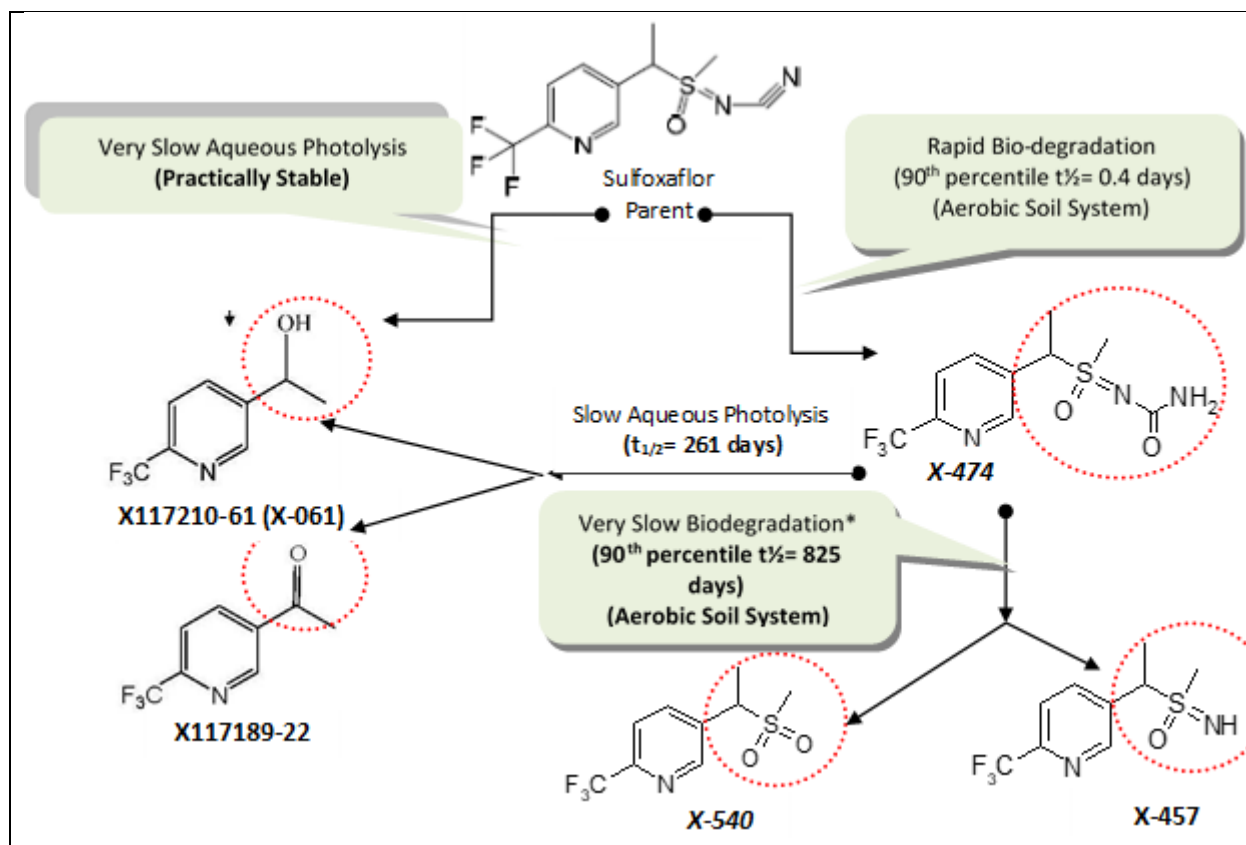 N
S
N
O
F
F
F
N
Sulfoxaflor
Parent
Very Slow Aqueous Photolysis
(Practically Stable)
Rapid Bio-degradation
(90th percentile t½= 0.4 days)
(Aerobic Soil System)
OH
F3C
N
X117210-61 (X-061)
S
N
NH2
O
O
F3C
N
X-474
Slow Aqueous Photolysis
(t1/2= 261 days)
Very Slow Biodegradation*
(90th percentile t½= 825
days)
(Aerobic Soil System)
O
F3C
N
X117189-22
S
O
O
F3C
N
X-540
S
O
NH
F3C
N
X-457